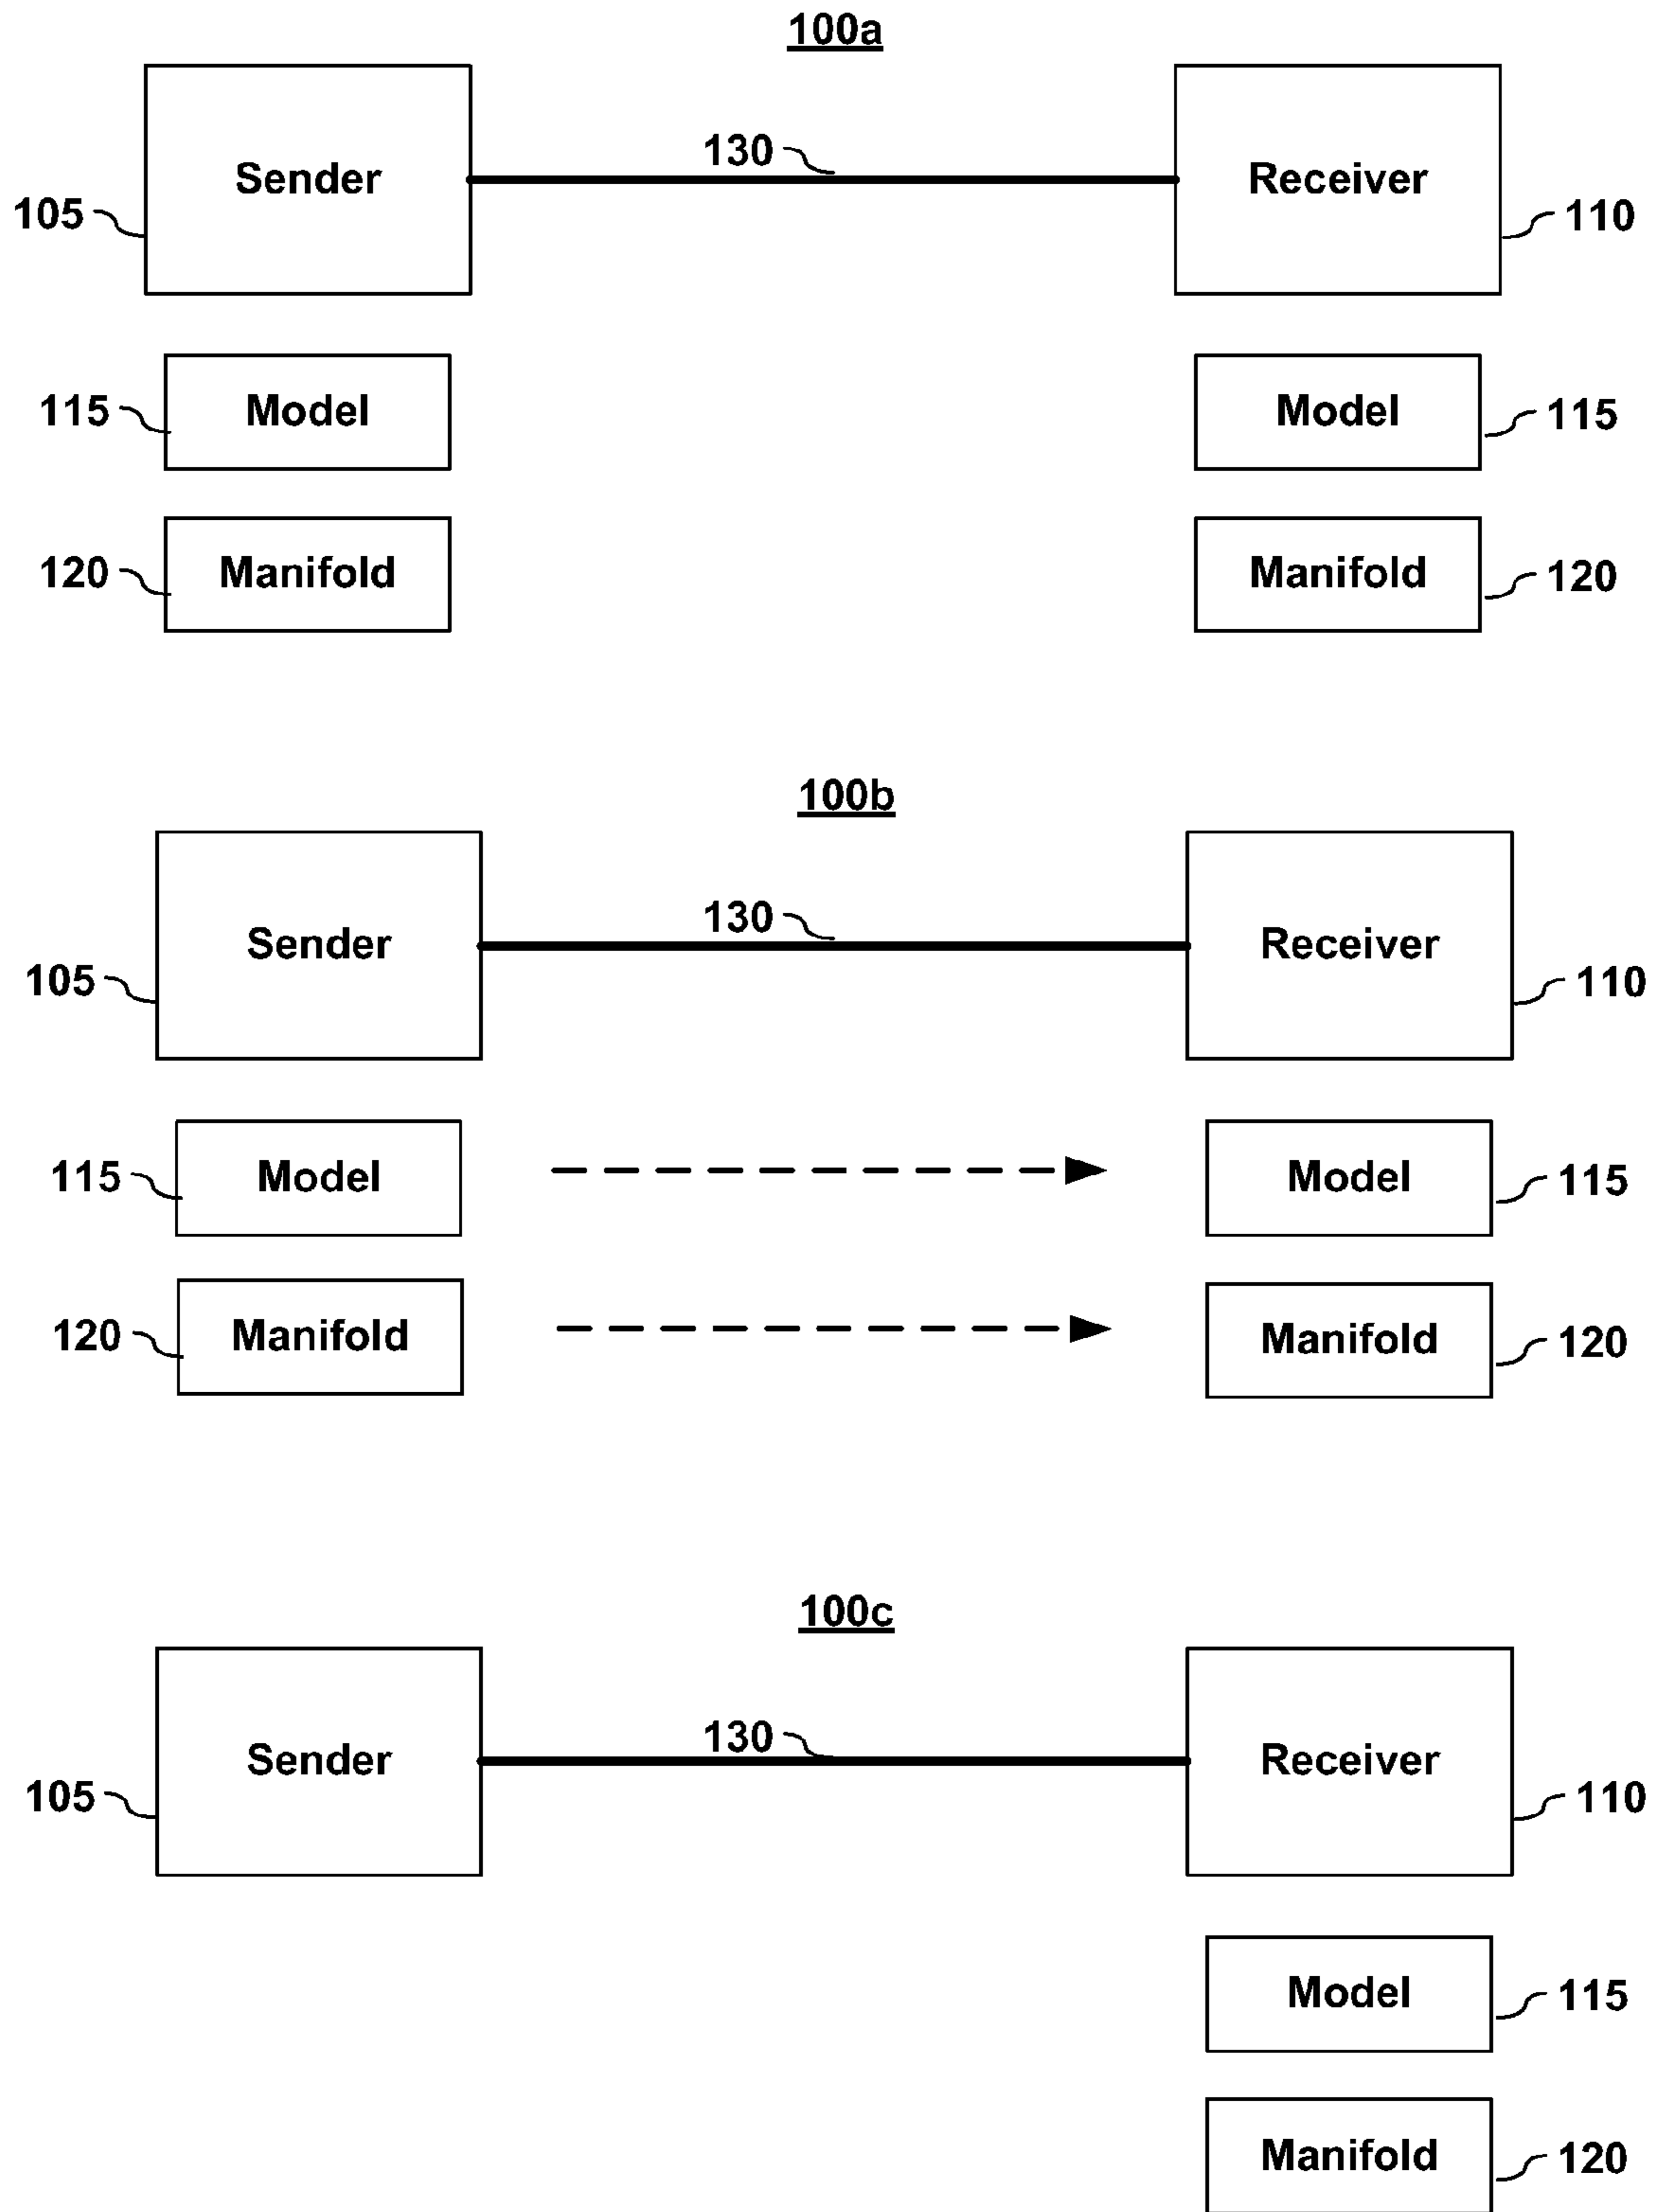 100a
130
Sender
Receiver
105
110
115
Model
Model
115
120
Manifold
Manifold
120
100b
130
Sender
Receiver
105
110
115
Model
Model
115
120
Manifold
Manifold
120
100c
130
Sender
Receiver
105
110
Model
115
Manifold
120